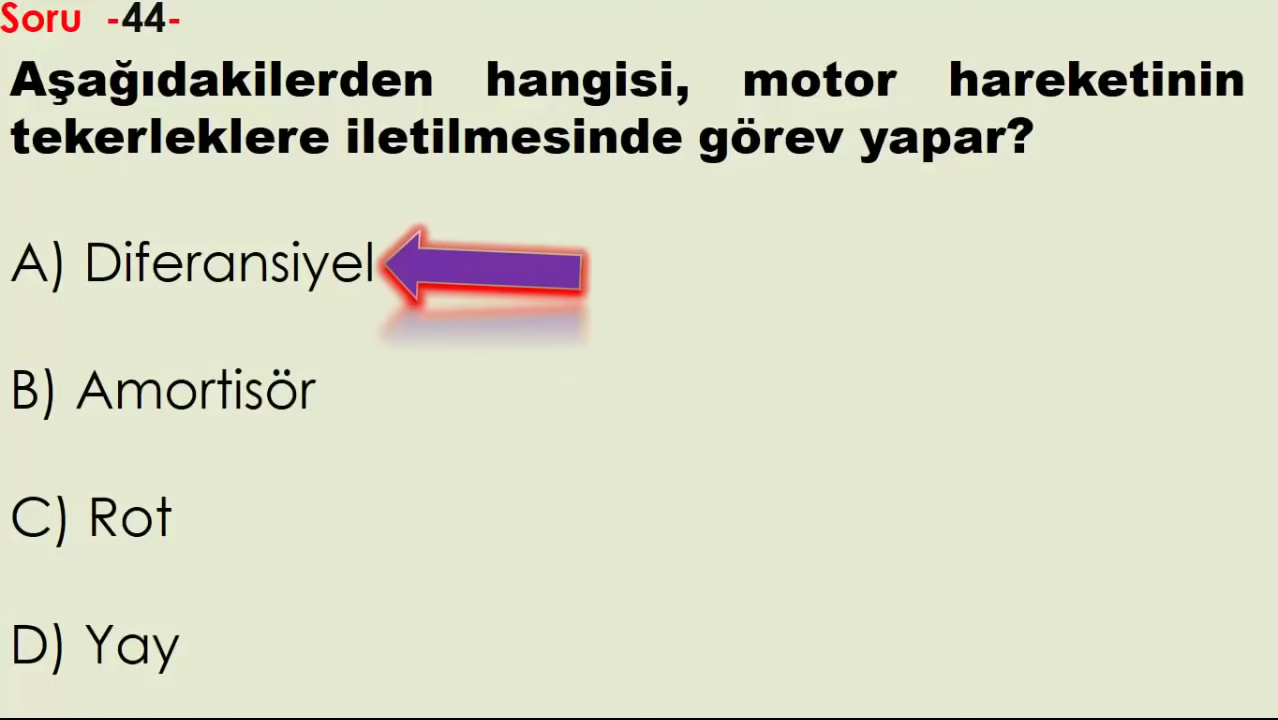 Soru -44-
Aşağıdakilerden hangisi, motor hareketinin
tekerleklere iletilmesinde görev yapar?
A) Diferansiyel
B) Amortisör
C) Rot
D) Yay